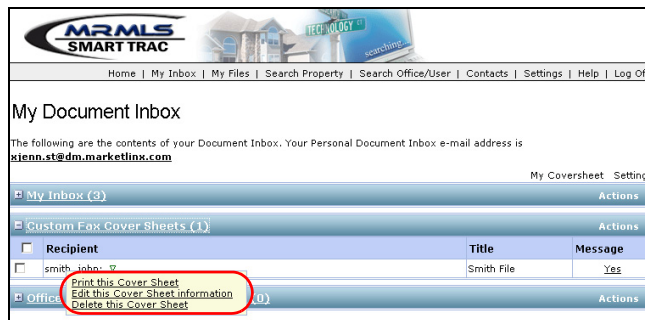 MRMLS
SMART TRAC
TECHNOLOGY ST
searching...
Home | My Inbox | My Files | Search Property | Search Office/User | Contacts | Settings | Help | Log Of
My Document Inbox
The following are the contents of your Document Inbox. Your Personal Document Inbox e-mail address is
xjenn.st@dm.marketlinx.com
My Coversheet Setting
My Inbox (3) Actions
Custom Fax Cover Sheets (1) Actions
Recipient Title Message
smith, john; Smith File Yes
Print this Cover Sheet
Edit this Cover Sheet information
Delete this Cover Sheet
Office (0) Actions